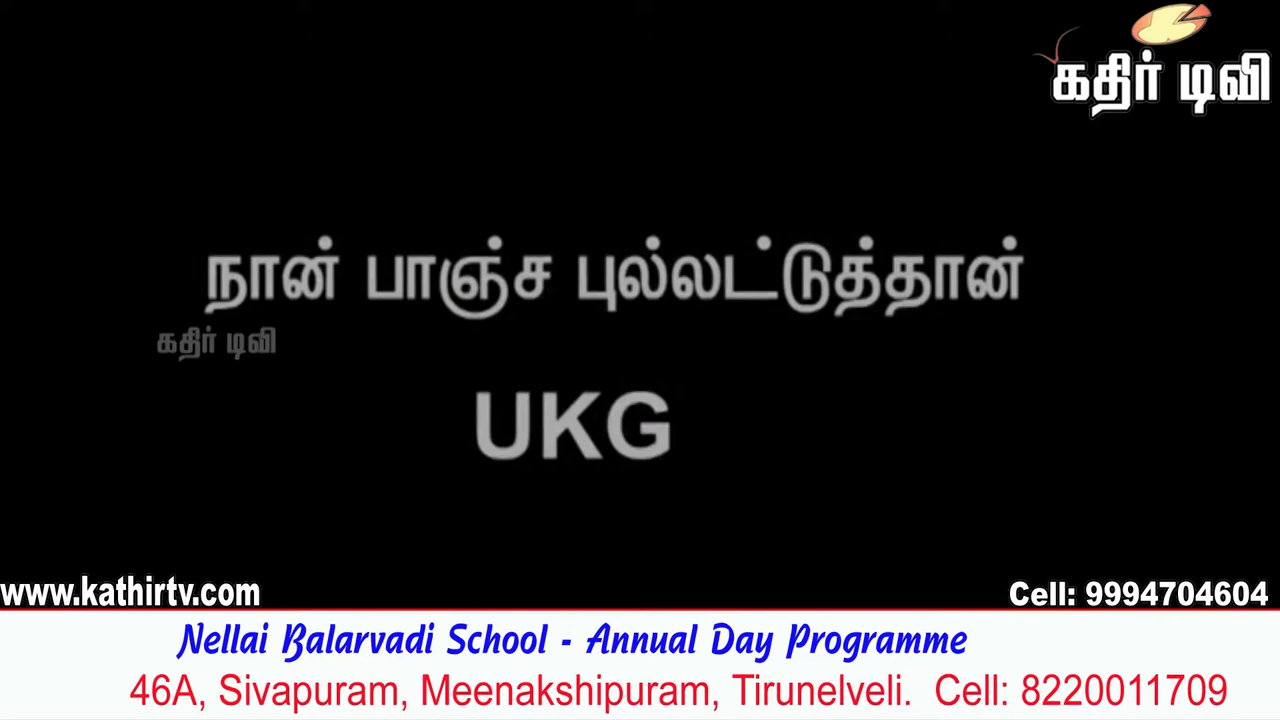 கதிர் டிவி
நான் பாஞ்ச புல்லட்டுத்தான்
கதிர் டிவி
UKG
www.kathirtv.com
Cell: 9994704604
Nellai Balarvadi School - Annual Day Programme
46A, Sivapuram, Meenakshipuram, Tirunelveli. Cell: 8220011709